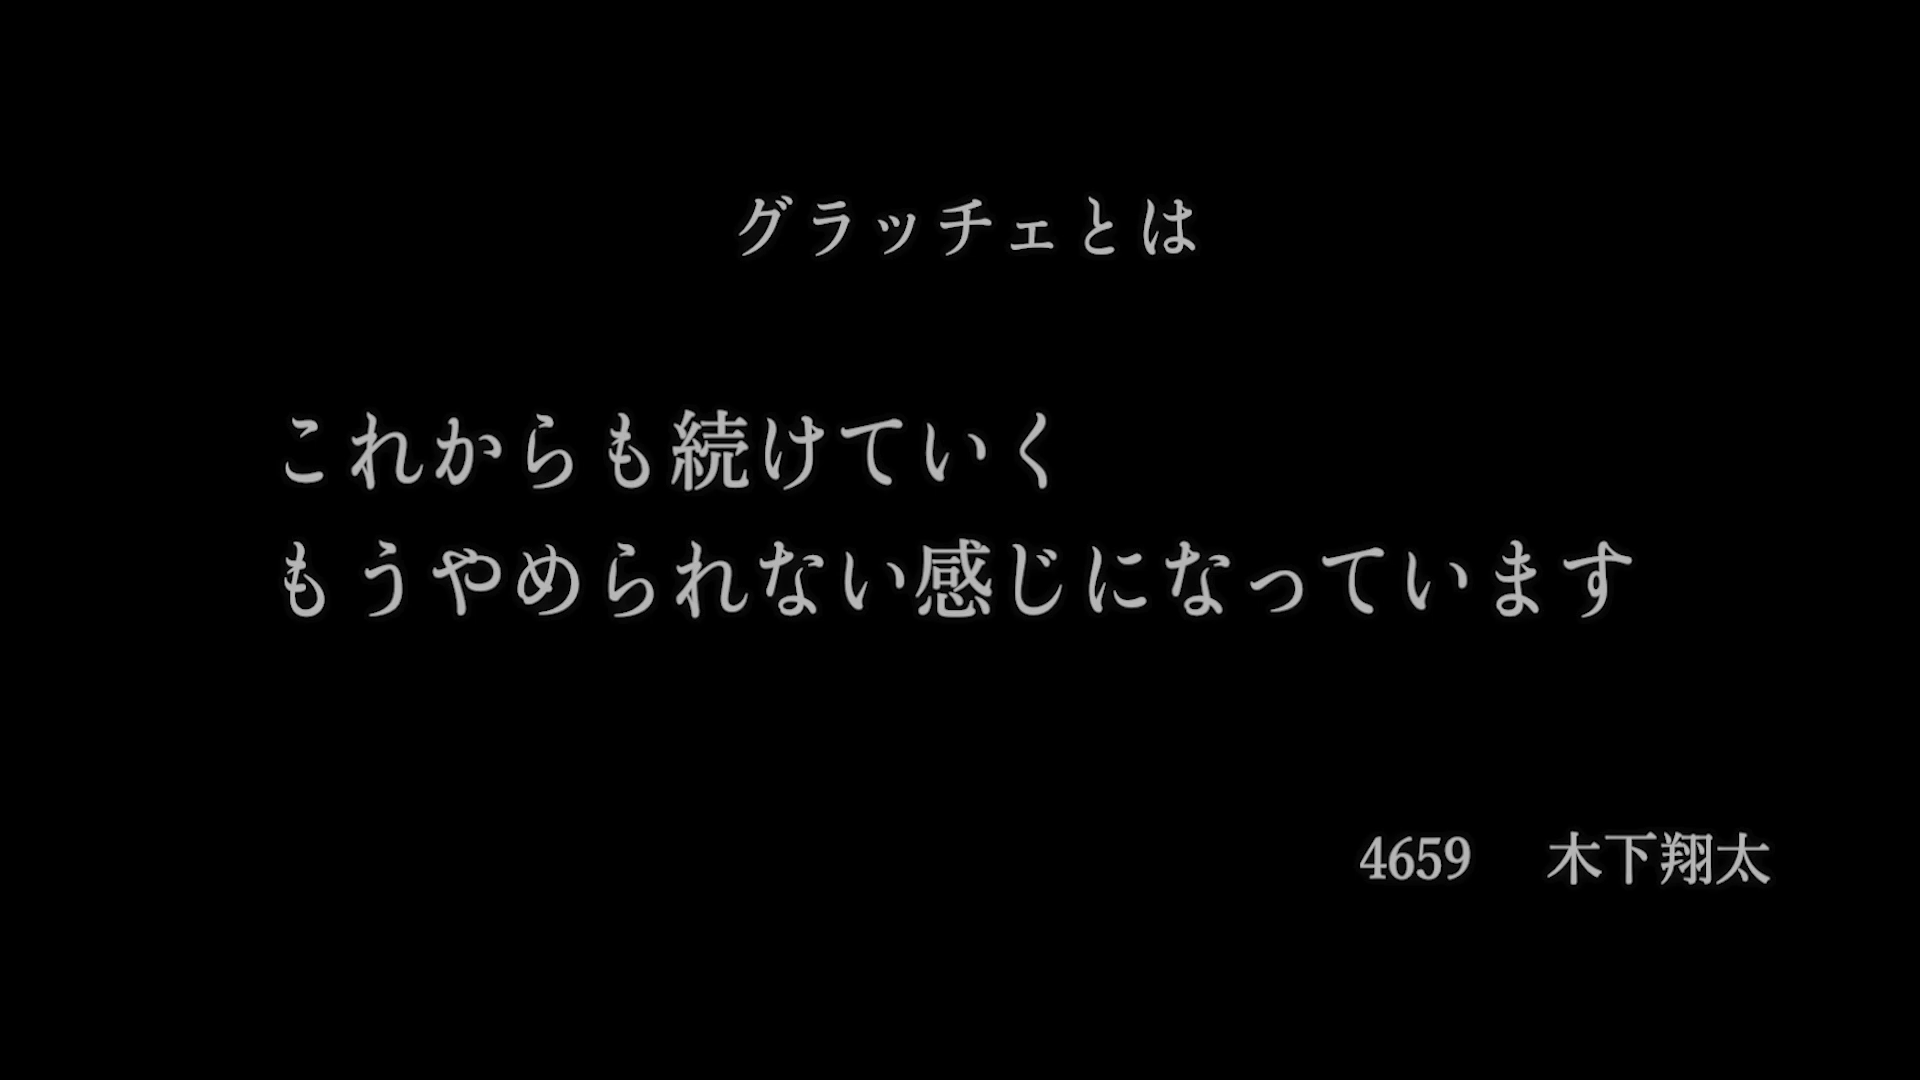 グラッチェとは
これからも続けていく
もうやめられない感じになっています
4659 木下翔太